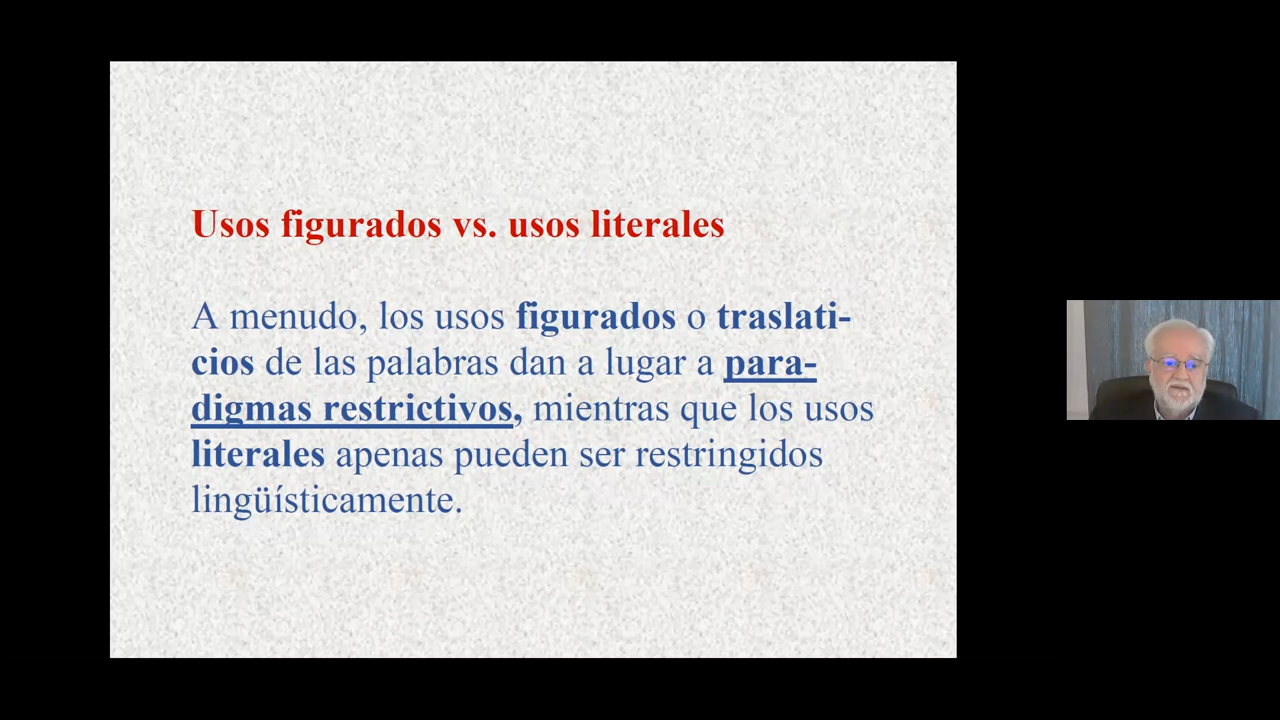 Usos figurados vs. usos literales
A menudo, los usos figurados o traslati-
cios de las palabras dan a lugar a para-
digmas restrictivos, mientras que los usos
literales apenas pueden ser restringidos
lingüísticamente.